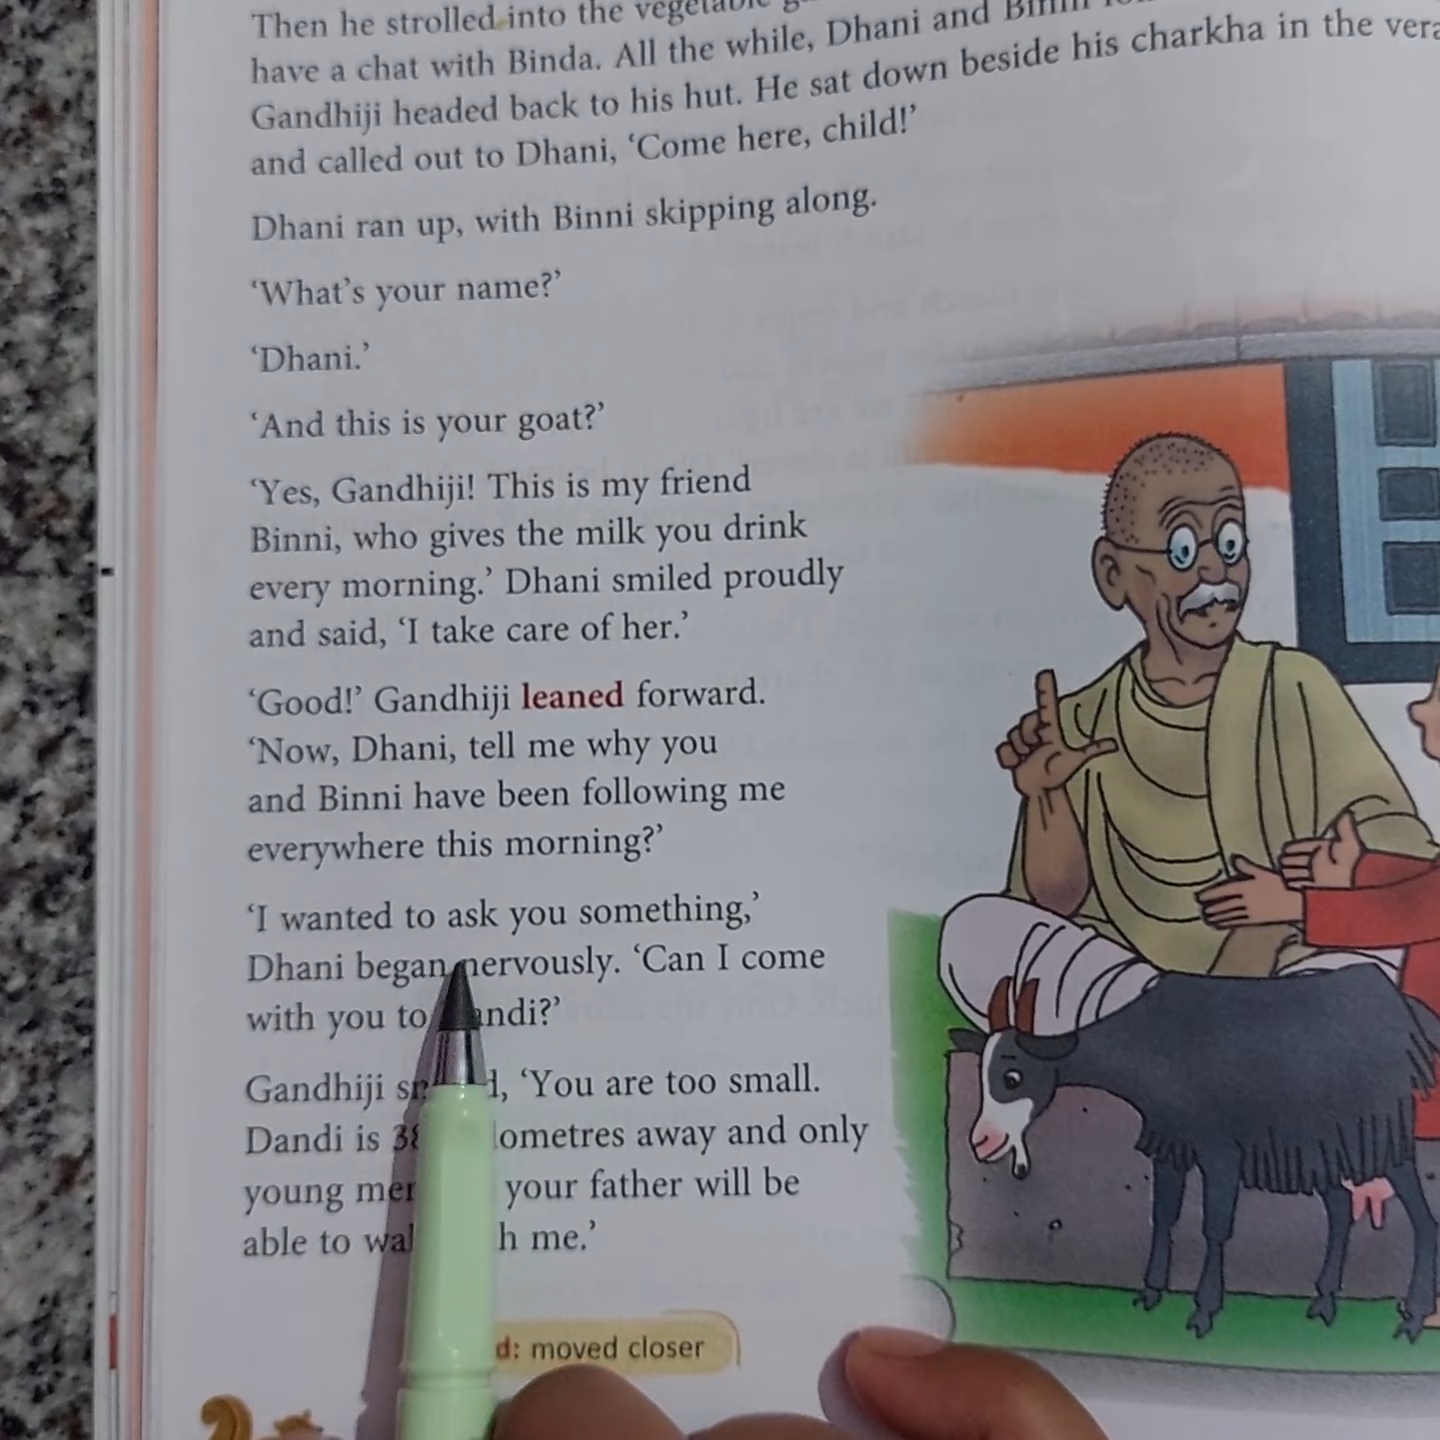 Then he strolled into the vegetable
have a chat with Binda. All the while, Dhani and Binni
Gandhiji headed back to his hut. He sat down beside his charkha in the
and called out to Dhani, ‘Come here, child!’
Dhani ran up, with Binni skipping along.
‘What’s your name?’
‘Dhani.’
‘And this is your goat?’
‘Yes, Gandhiji! This is my friend
Binni, who gives the milk you drink
every morning.’ Dhani smiled proudly
and said, ‘I take care of her.’
‘Good!’ Gandhiji leaned forward.
‘Now, Dhani, tell me why you
and Binni have been following me
everywhere this morning?’
‘I wanted to ask you something,’
Dhani began nervously. ‘Can I come
with you to
Gandhiji ‘You are too small.
Dandi is away and only
young your father will be
able to me.’
moved closer